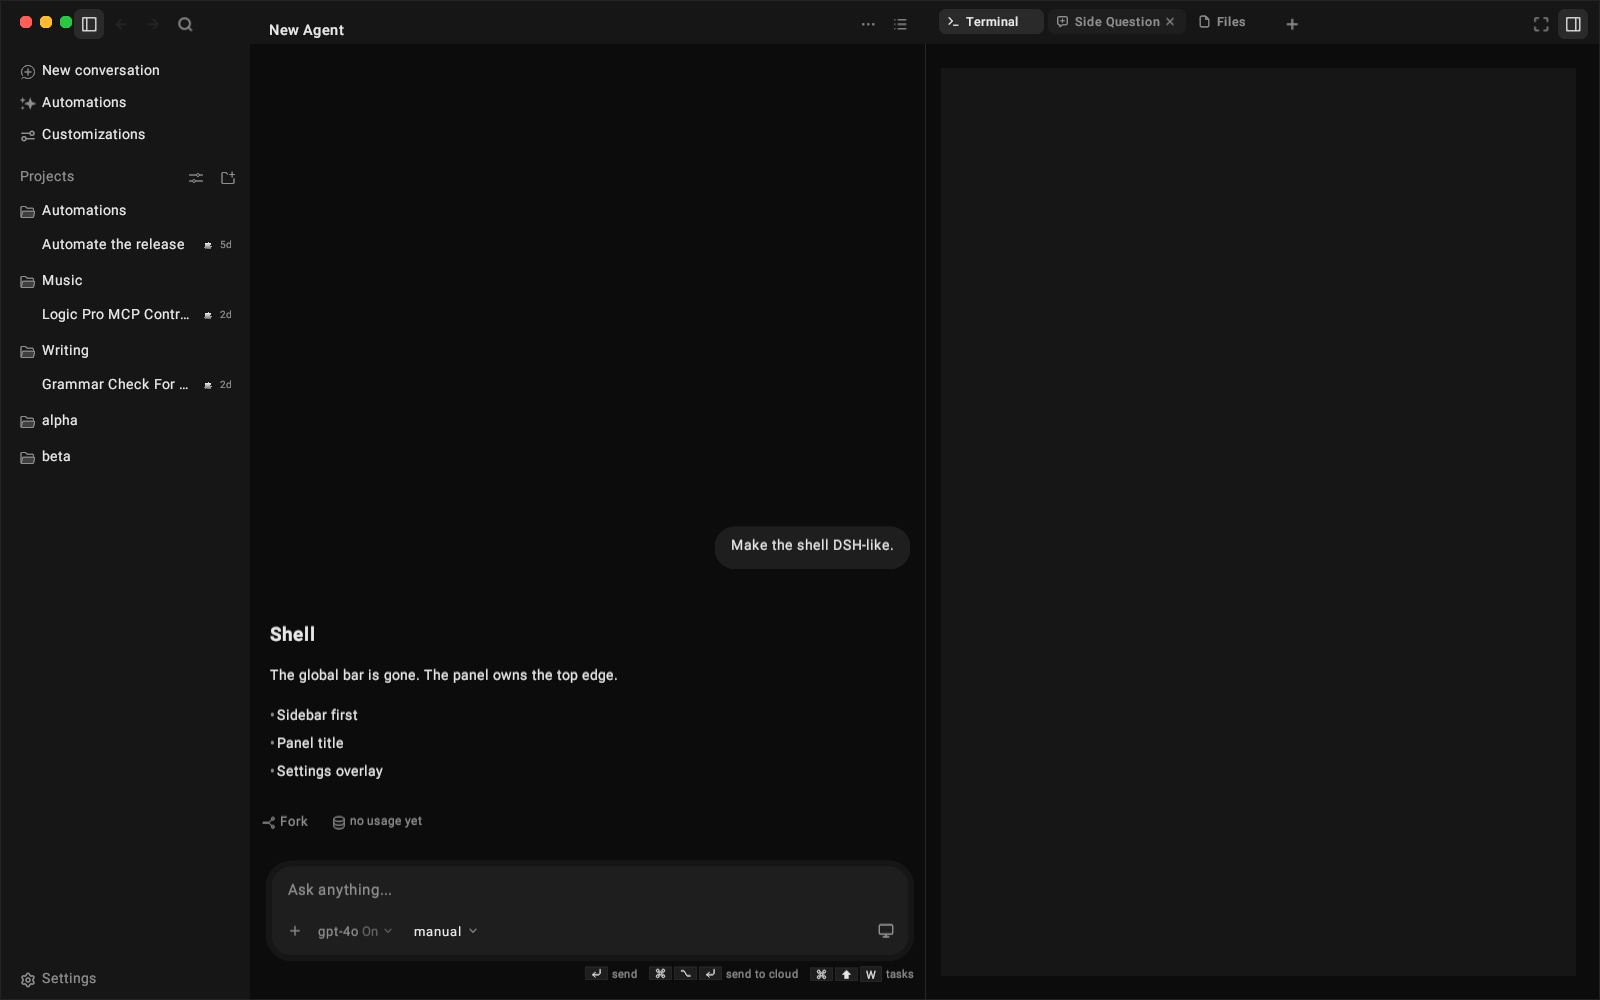 New Agent
Terminal
Side Question
Files
New conversation
Automations
Customizations
Projects
Automations
Automate the release 5d
Music
Logic Pro MCP Contr... 2d
Writing
Grammar Check For ... 2d
alpha
beta
Settings
Make the shell DSH-like.
Shell
The global bar is gone. The panel owns the top edge.
• Sidebar first
• Panel title
• Settings overlay
Fork no usage yet
Ask anything...
gpt-4o On manual
send send to cloud W tasks